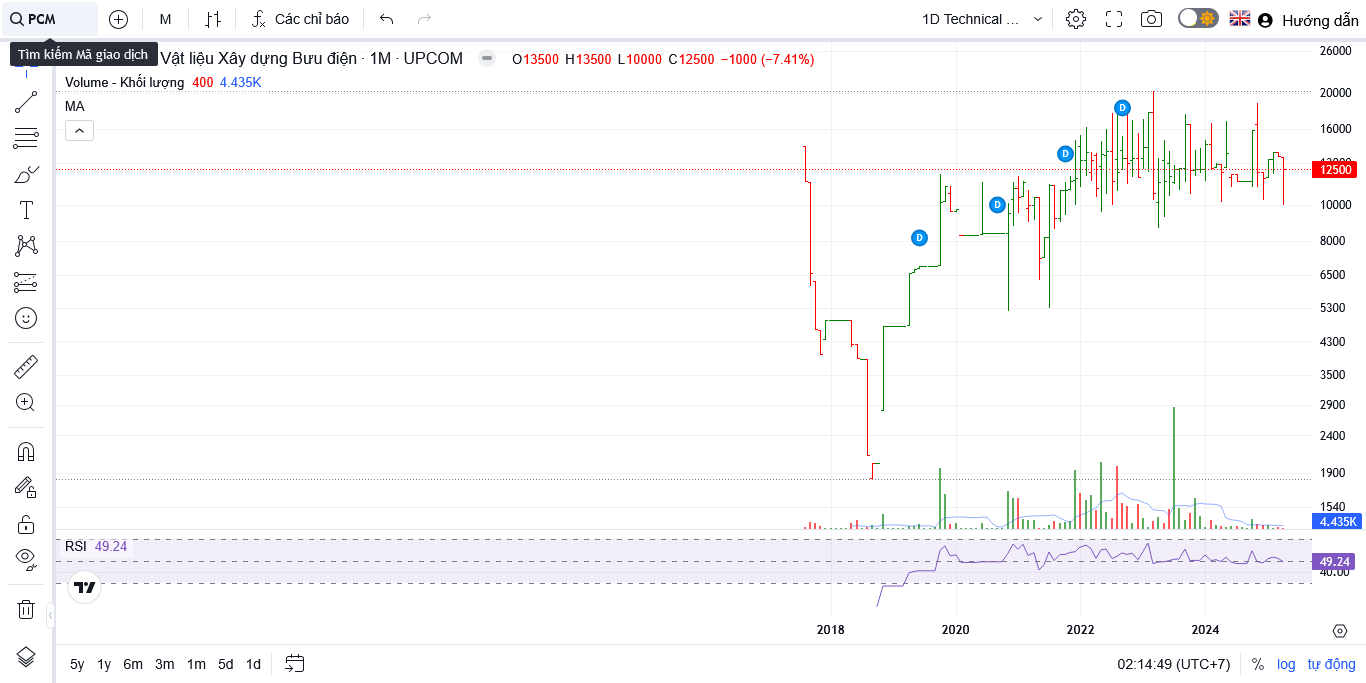 PCM
M
Các chỉ báo
1D Technical ...
Hướng dẫn
Tìm kiếm Mã giao dịch
Vật liệu Xây dựng Bưu điện · 1M · UPCOM
O13500 H13500 L10000 C12500 −1000 (−7.41%)
Volume - Khối lượng 400 4.435K
MA
D
D
D
D
26000
20000
16000
12500
10000
8000
6500
5300
4300
3500
2900
2400
1900
1540
4.435K
RSI 49.24
49.24
40.00
2018 2020 2022 2024
5y 1y 6m 3m 1m 5d 1d
02:14:49 (UTC+7)
% log tự động